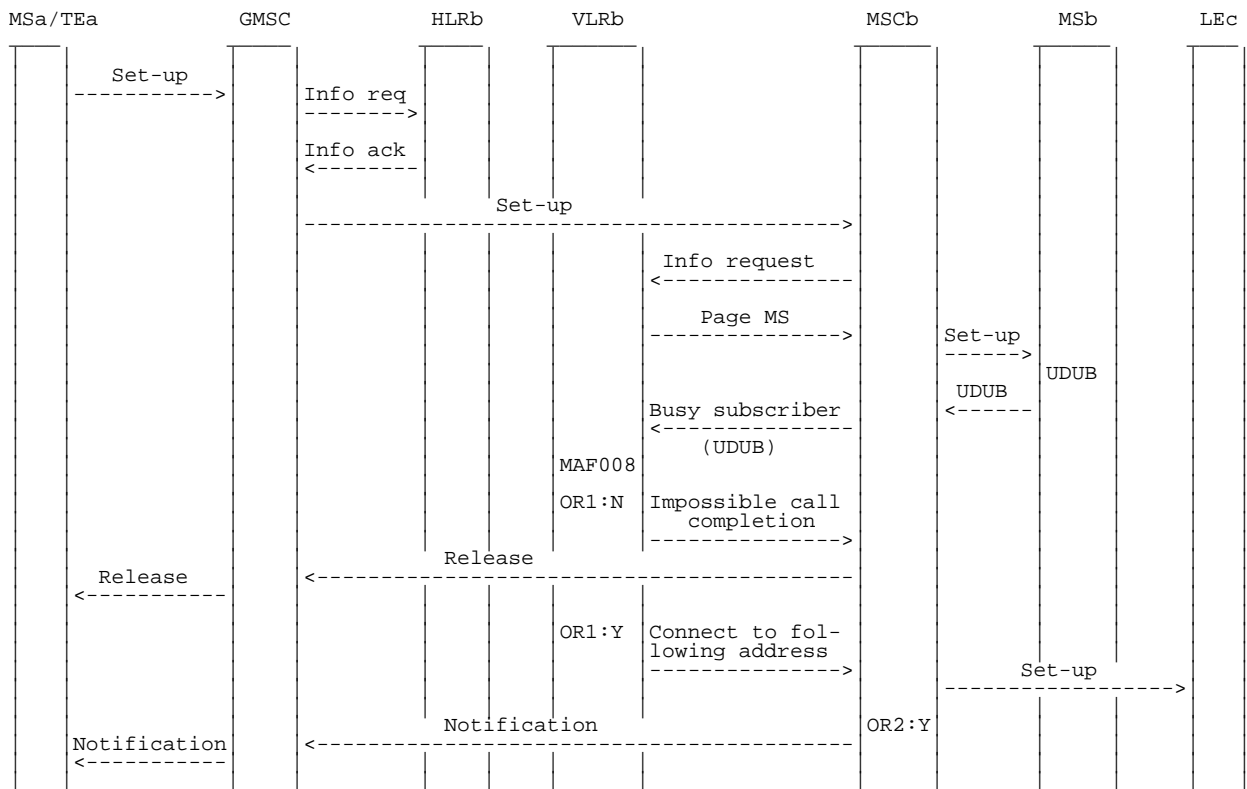 MSa/TEa GMSC HLRb VLRb MSCb MSb LEc
Set-up
Info req
Info ack
Set-up
Info request
Page MS
Set-up
UDUB
UDUB
Busy subscriber
(UDUB)
MAF008
OR1:N Impossible call
completion
Release
Release
OR1:Y Connect to fol-
lowing address
Set-up
Notification OR2:Y
Notification